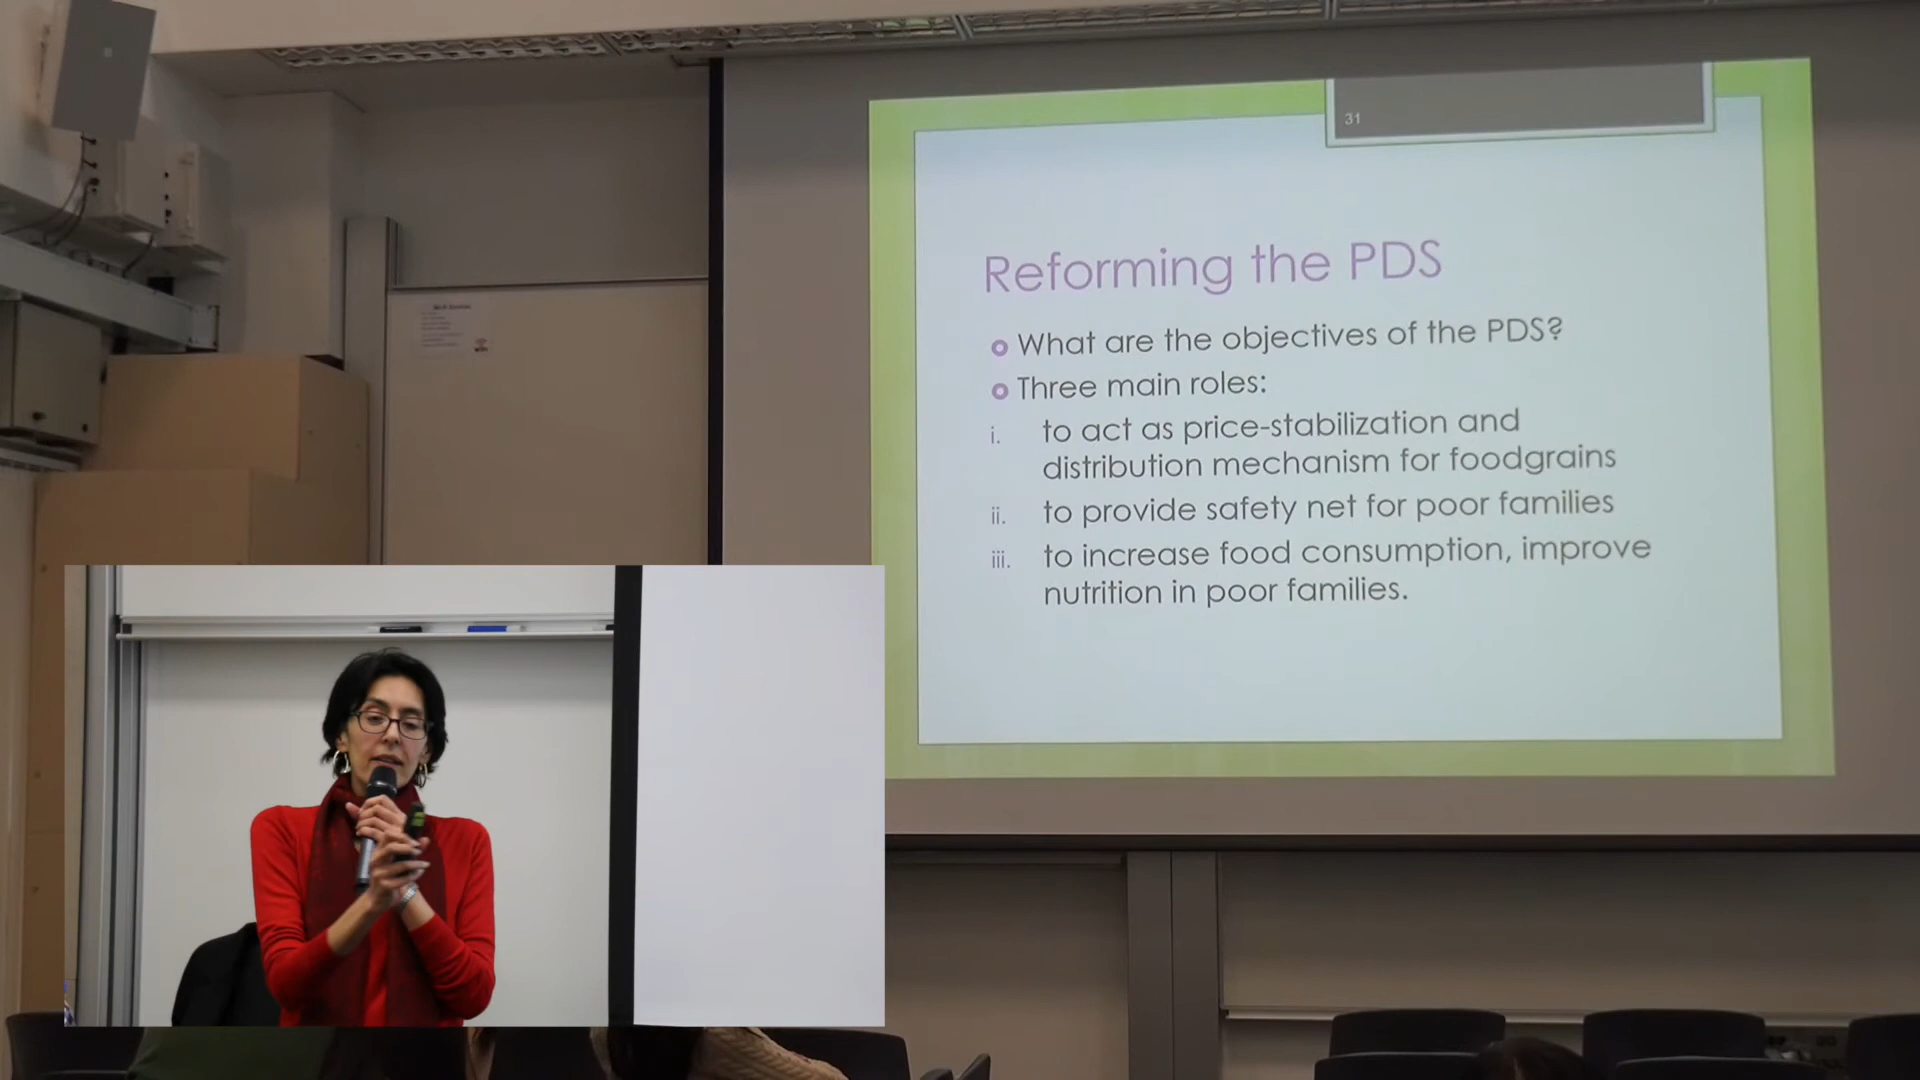 31
Reforming the PDS
What are the objectives of the PDS?
Three main roles:
i. to act as price-stabilization and
distribution mechanism for foodgrains
ii. to provide safety net for poor families
iii. to increase food consumption, improve
nutrition in poor families.